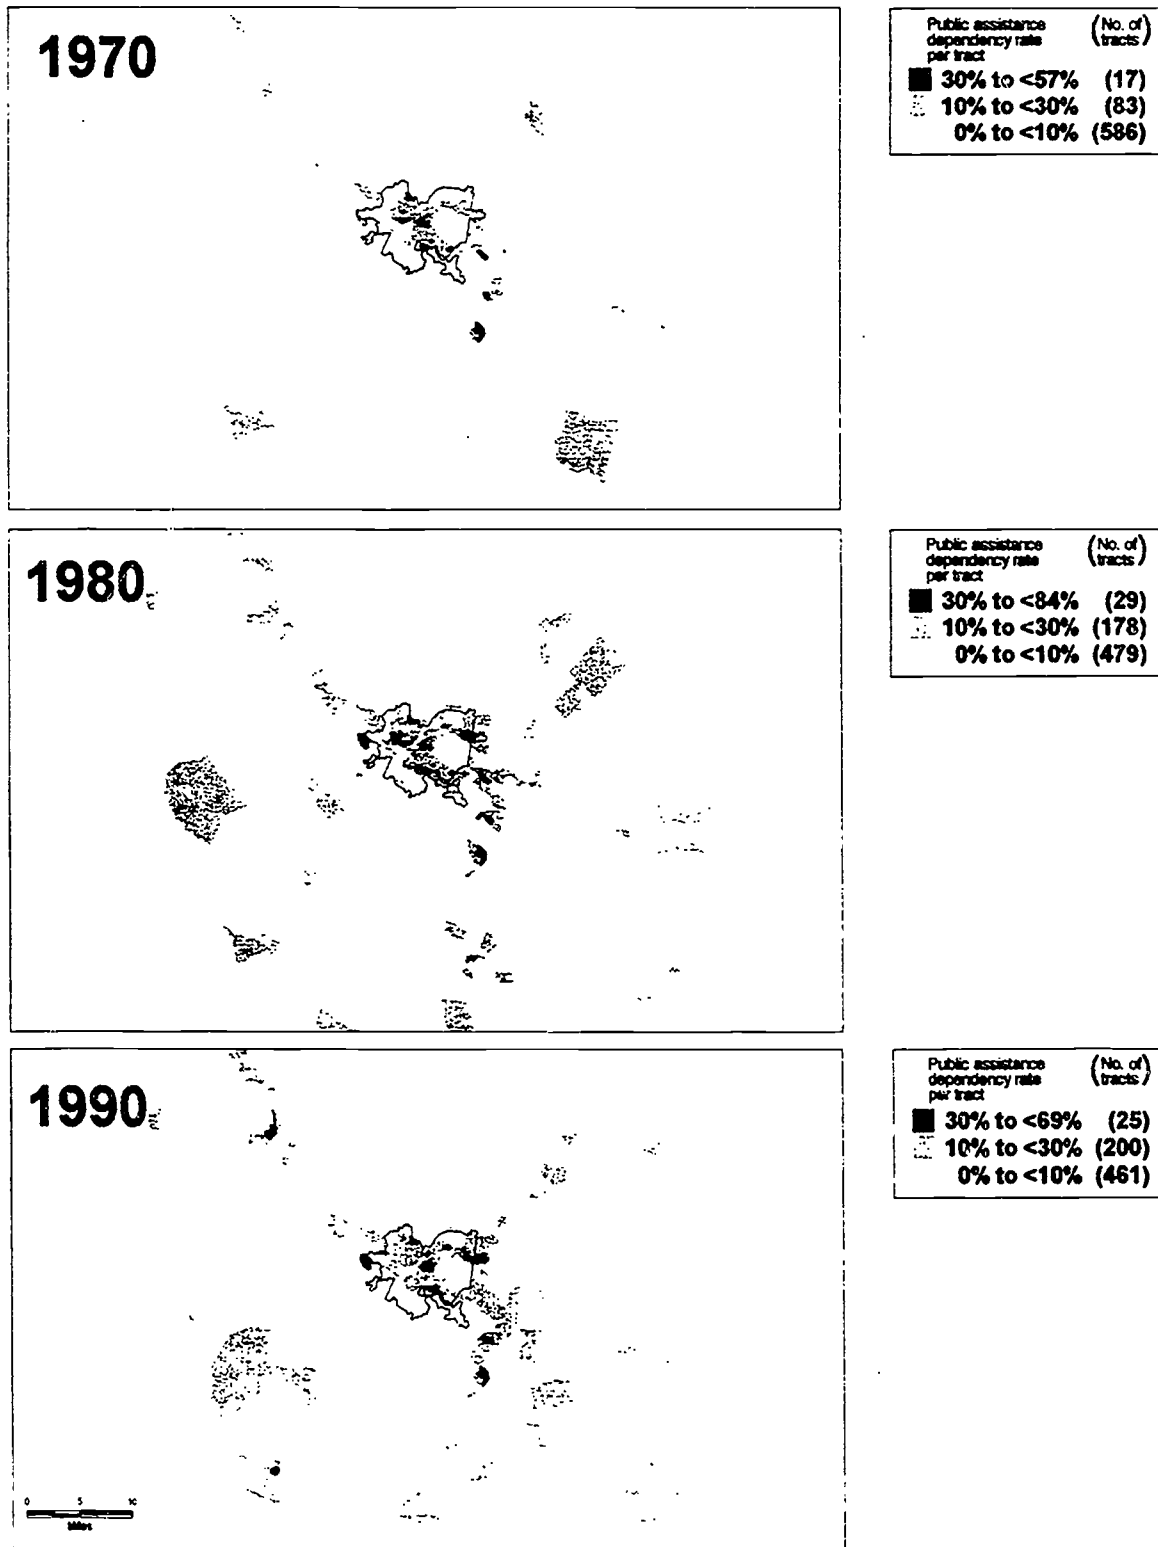 1970
Public assistance (No. of)
dependency rate (tracts)
per tract
30% to <57% (17)
10% to <30% (83)
0% to <10% (586)
1980
Public assistance (No. of)
dependency rate (tracts)
per tract
30% to <84% (29)
10% to <30% (178)
0% to <10% (479)
1990
Public assistance (No. of)
dependency rate (tracts)
per tract
30% to <69% (25)
10% to <30% (200)
0% to <10% (461)
0 5 10
Miles